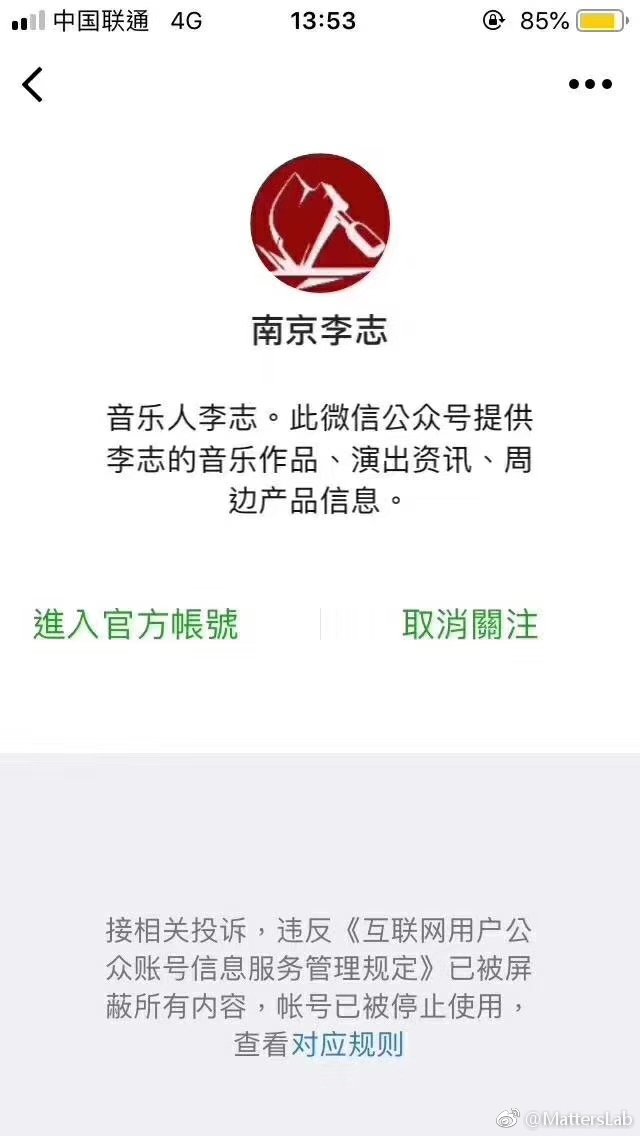 中国联通 4G 13:53 85%
南京李志
音乐人李志。此微信公众号提供
李志的音乐作品、演出资讯、周
边产品信息。
進入官方帳號 取消關注
接相关投诉，违反《互联网用户公
众账号信息服务管理规定》已被屏
蔽所有内容，帐号已被停止使用，
查看对应规则
@MattersLab